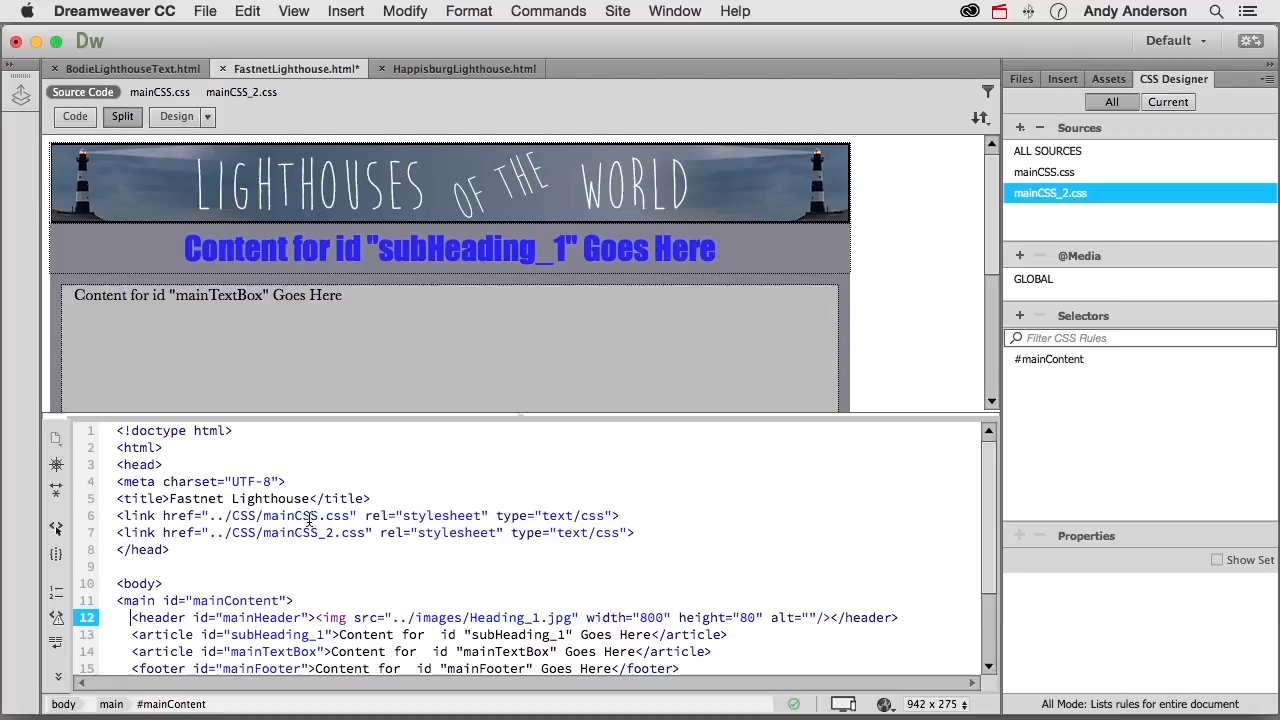 Dreamweaver CC File Edit View Insert Modify Format Commands Site Window Help Andy Anderson
Dw Default
BodieLighthouseText.html FastnetLighthouse.html* HappisburgLighthouse.html
Source Code mainCSS.css mainCSS_2.css
Code Split Design
LIGHTHOUSES OF THE WORLD
Content for id "subHeading_1" Goes Here
Content for id "mainTextBox" Goes Here
1 <!doctype html>
2 <html>
3 <head>
4 <meta charset="UTF-8">
5 <title>Fastnet Lighthouse</title>
6 <link href="../CSS/mainCSS.css" rel="stylesheet" type="text/css">
7 <link href="../CSS/mainCSS_2.css" rel="stylesheet" type="text/css">
8 </head>
9
10 <body>
11 <main id="mainContent">
12 <header id="mainHeader"><img src="../images/Heading_1.jpg" width="800" height="80" alt=""/></header>
13 <article id="subHeading_1">Content for  id "subHeading_1" Goes Here</article>
14 <article id="mainTextBox">Content for  id "mainTextBox" Goes Here</article>
15 <footer id="mainFooter">Content for  id "mainFooter" Goes Here</footer>
body main #mainContent 942 x 275
Files Insert Assets CSS Designer
All Current
Sources
ALL SOURCES
mainCSS.css
mainCSS_2.css
@Media
GLOBAL
Selectors
Filter CSS Rules
#mainContent
Properties
Show Set
All Mode: Lists rules for entire document